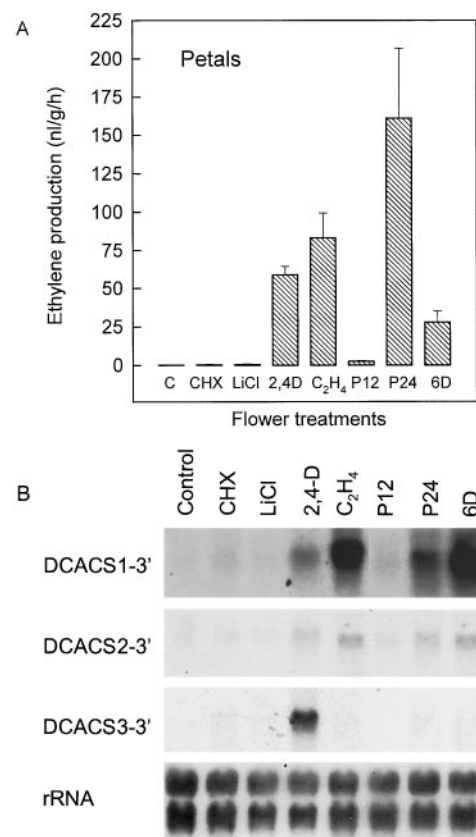 A
Petals
Ethylene production (nl/g/h)
225
200
175
150
125
100
75
50
25
0
C CHX LiCl 2,4D C₂H₄ P12 P24 6D
Flower treatments
B
Control CHX LiCl 2,4-D C₂H₄ P12 P24 6D
DCACS1-3'
DCACS2-3'
DCACS3-3'
rRNA